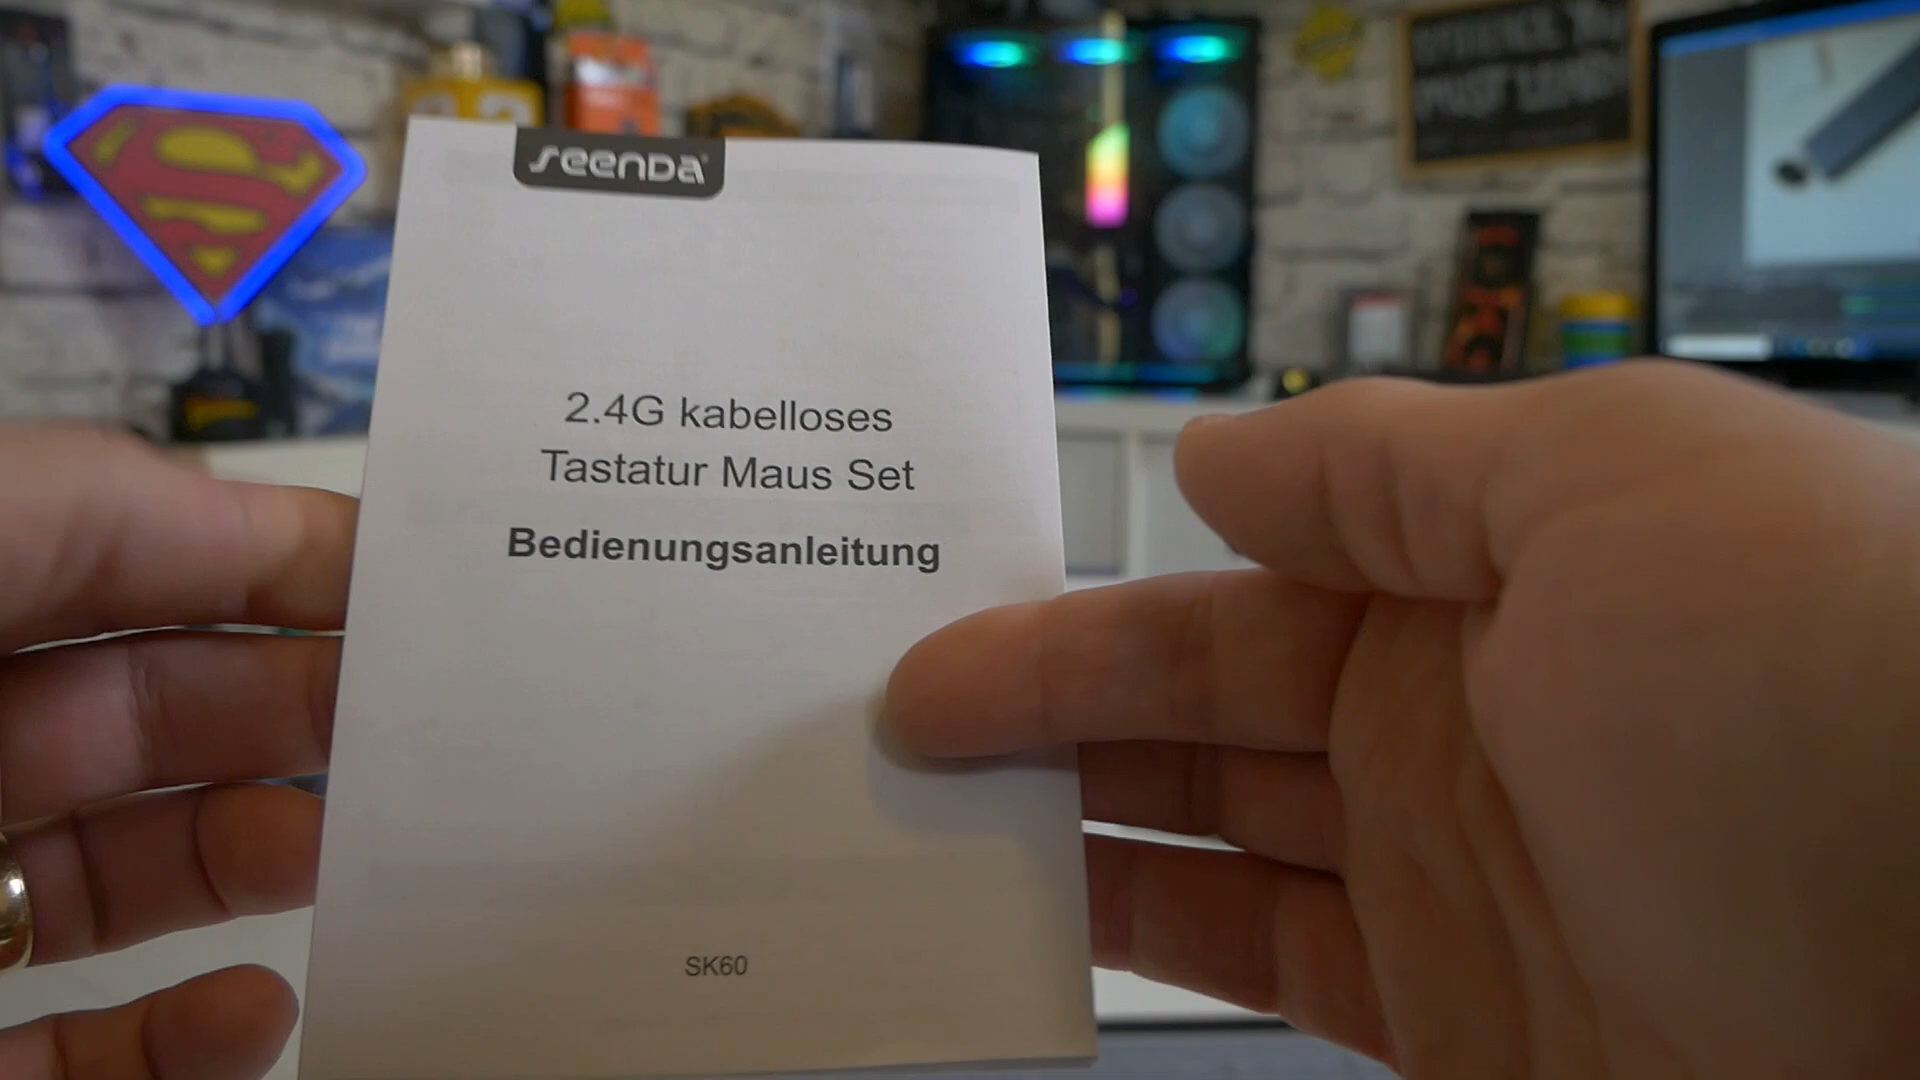 seenda
2.4G kabelloses
Tastatur Maus Set
Bedienungsanleitung
SK60